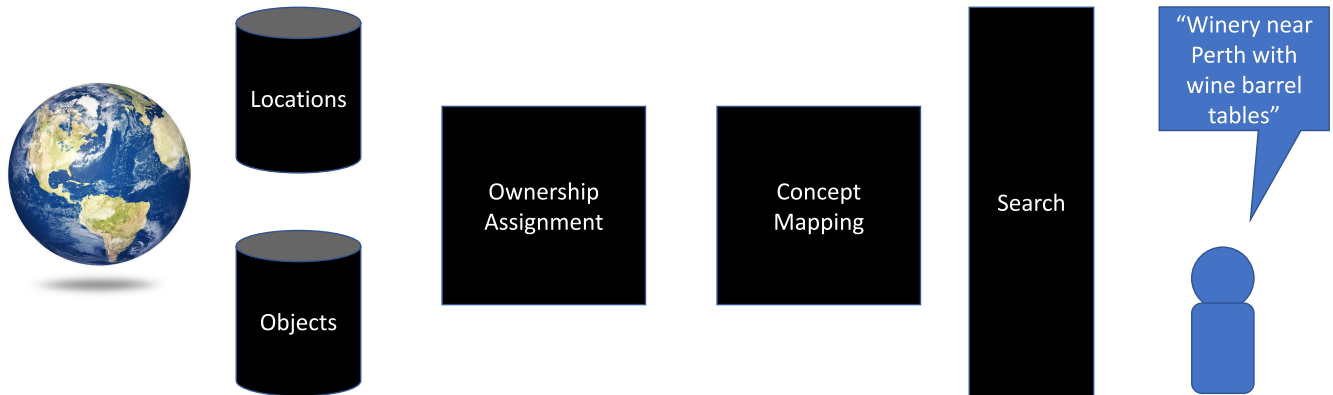 Locations
Objects
Ownership
Assignment
Concept
Mapping
Search
“Winery near
Perth with
wine barrel
tables”